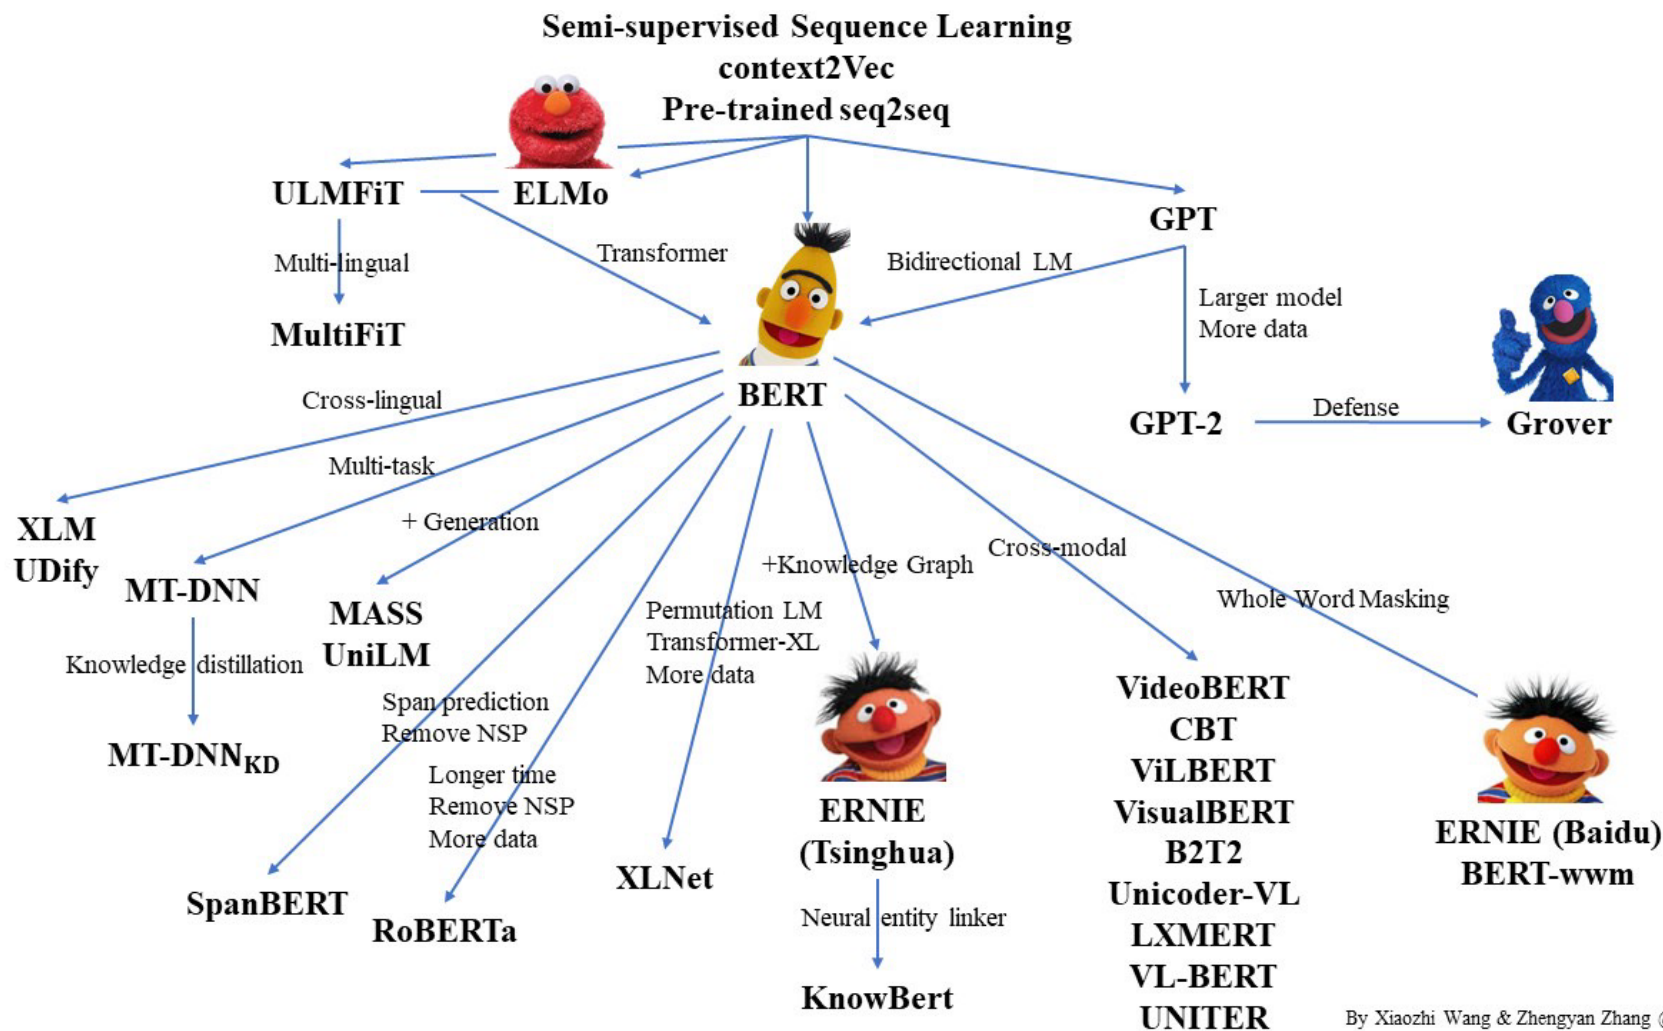 Semi-supervised Sequence Learning
context2Vec
Pre-trained seq2seq
ULMFiT
ELMo
GPT
Multi-lingual
Transformer
Bidirectional LM
Larger model
More data
MultiFiT
BERT
GPT-2
Defense
Grover
Cross-lingual
Multi-task
+ Generation
+Knowledge Graph
Cross-modal
Whole Word Masking
XLM
UDify
MT-DNN
MASS
UniLM
Knowledge distillation
MT-DNNKD
Span prediction
Remove NSP
Longer time
Remove NSP
More data
Permutation LM
Transformer-XL
More data
SpanBERT
RoBERTa
XLNet
ERNIE
(Tsinghua)
Neural entity linker
KnowBert
VideoBERT
CBT
ViLBERT
VisualBERT
B2T2
Unicoder-VL
LXMERT
VL-BERT
UNITER
ERNIE (Baidu)
BERT-wwm
By Xiaozhi Wang & Zhengyan Zhang @